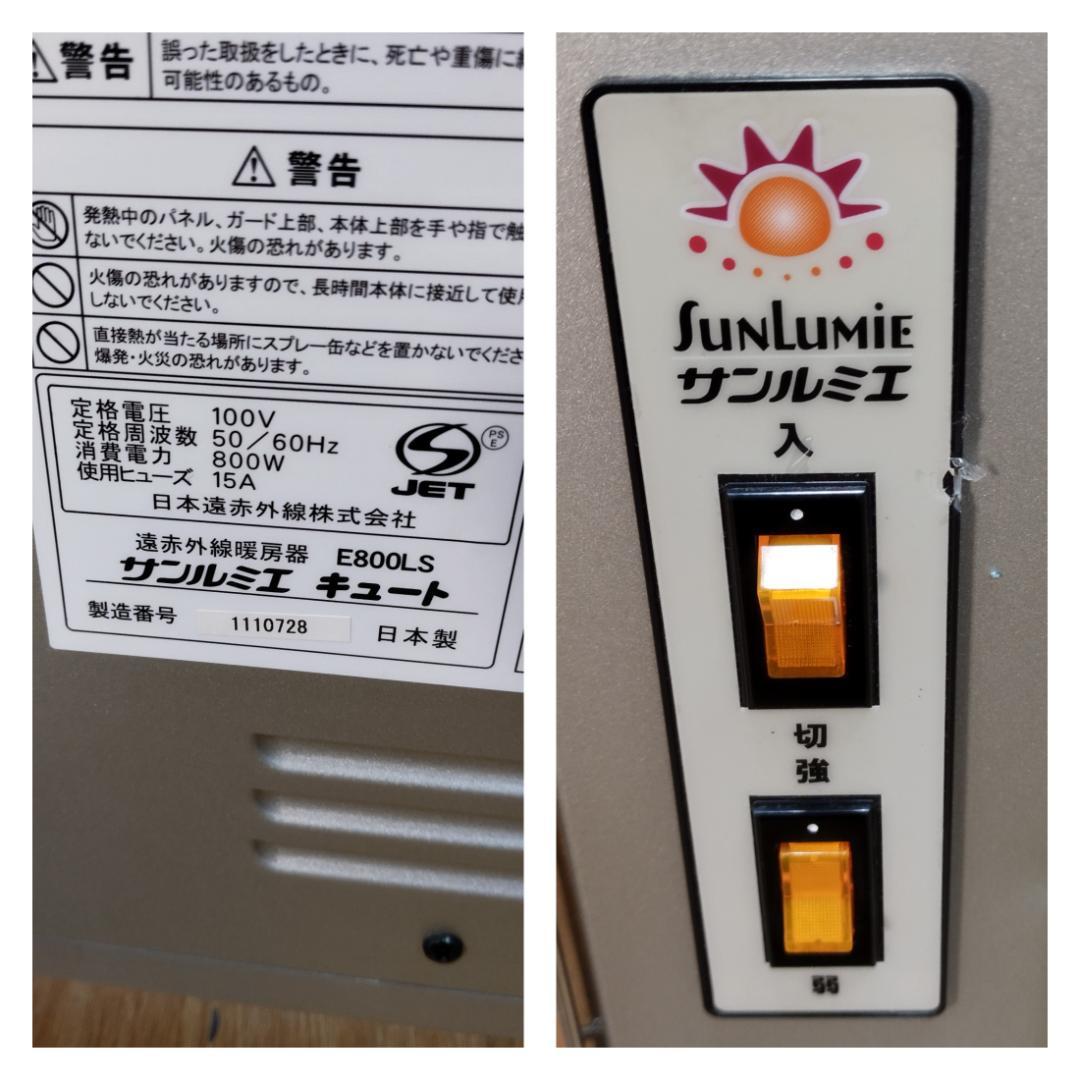 警告
誤った取扱をしたときに、死亡や重傷に
可能性のあるもの。
警告
発熱中のパネル、ガード上部、本体上部を手や指で触
ないでください。火傷の恐れがあります。
火傷の恐れがありますので、長時間本体に接近して使
しないでください。
直接熱が当たる場所にスプレー缶などを置かないでくださ
爆発・火災の恐れがあります。
定格電圧 100V
定格周波数 50/60Hz
消費電力 800W
使用ヒューズ 15A
JET
PS
E
日本遠赤外線株式会社
遠赤外線暖房器 E800LS
サンルミエ キュート
製造番号 1110728 日本製
SUNLUMiE
サンルミエ
入
切
強
弱